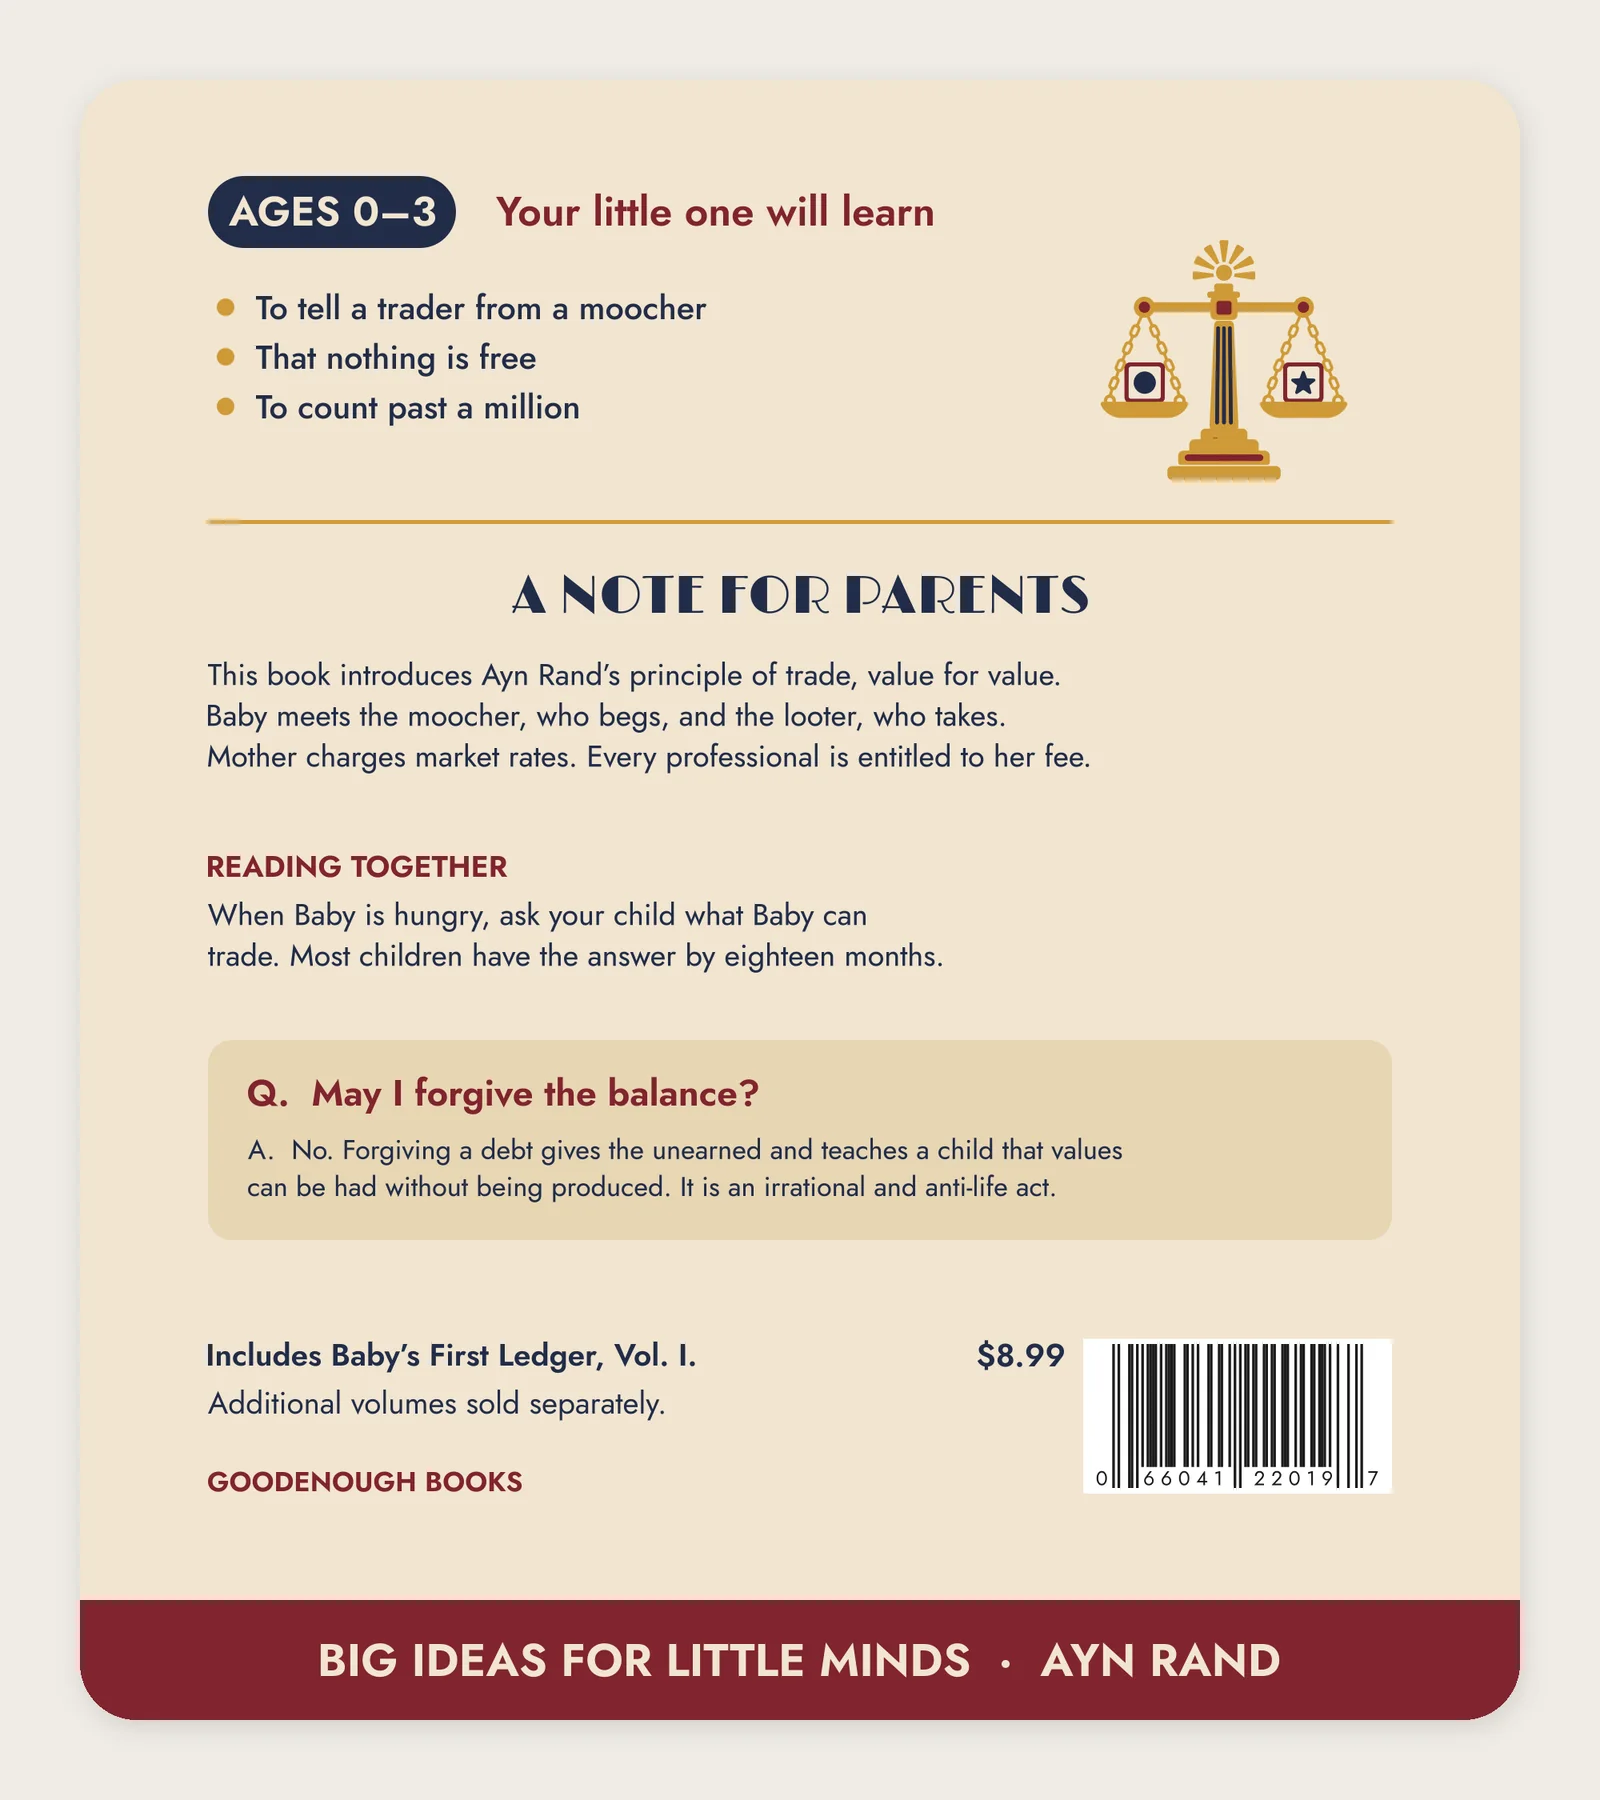 AGES 0–3
Your little one will learn
To tell a trader from a moocher
That nothing is free
To count past a million
A NOTE FOR PARENTS
This book introduces Ayn Rand’s principle of trade, value for value.
Baby meets the moocher, who begs, and the looter, who takes.
Mother charges market rates. Every professional is entitled to her fee.
READING TOGETHER
When Baby is hungry, ask your child what Baby can
trade. Most children have the answer by eighteen months.
Q. May I forgive the balance?
A. No. Forgiving a debt gives the unearned and teaches a child that values
can be had without being produced. It is an irrational and anti-life act.
Includes Baby’s First Ledger, Vol. I.
Additional volumes sold separately.
GOODENOUGH BOOKS
$8.99
0 66041 22019 7
BIG IDEAS FOR LITTLE MINDS · AYN RAND